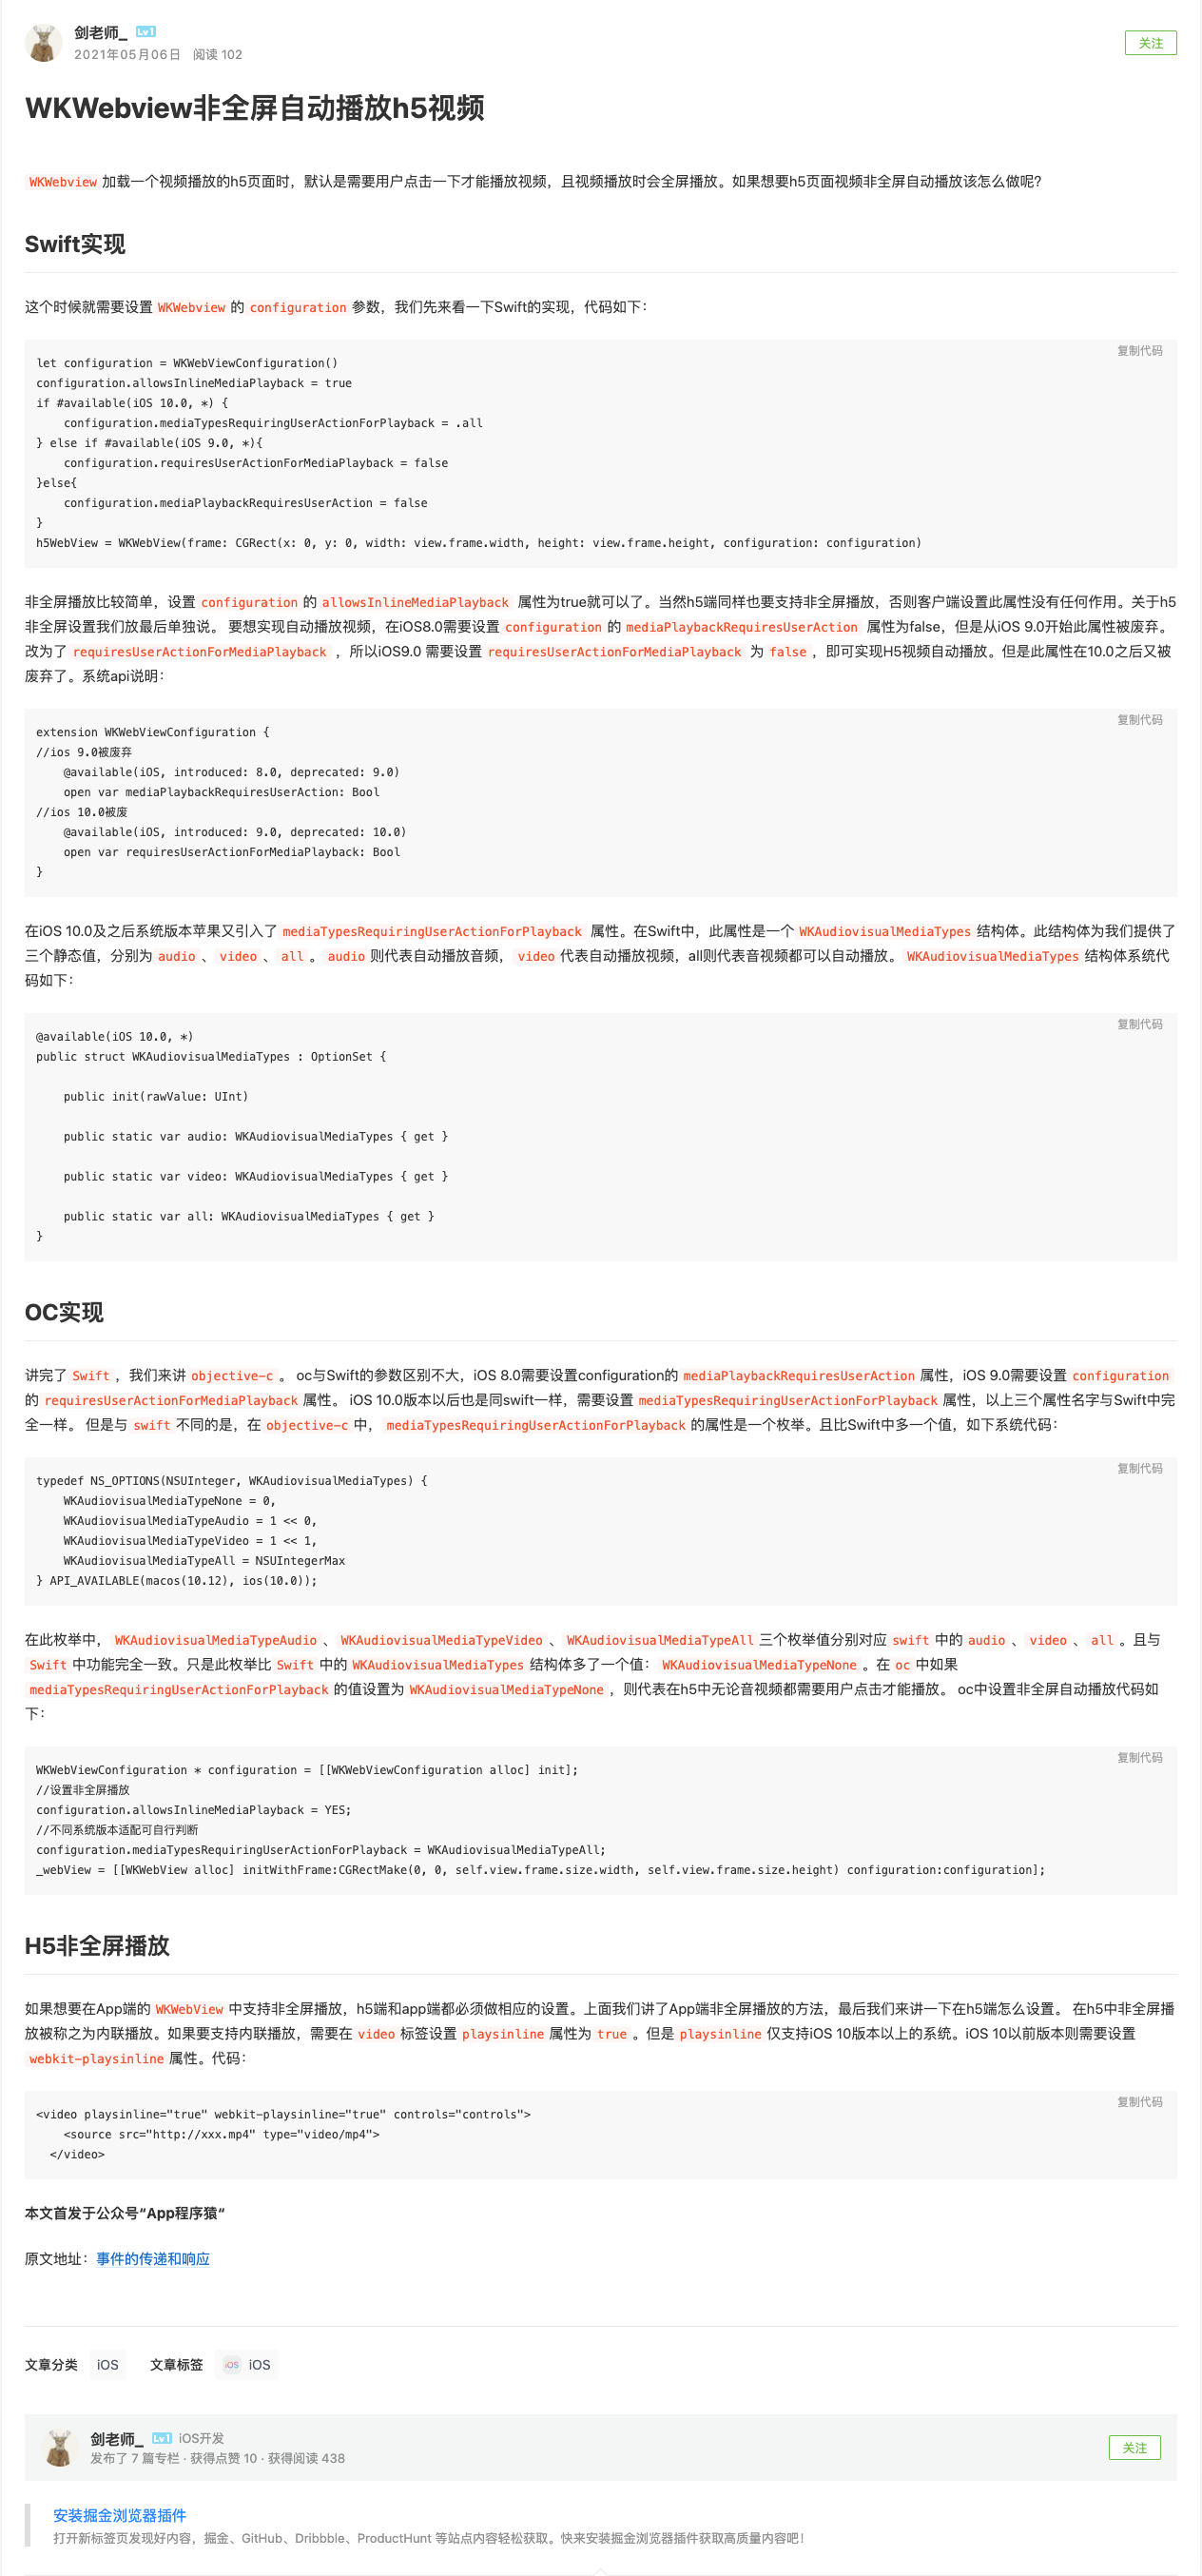 剑老师_ Lv1
2021年05月06日 阅读 102
关注
WKWebview非全屏自动播放h5视频
WKWebview 加载一个视频播放的h5页面时，默认是需要用户点击一下才能播放视频，且视频播放时会全屏播放。如果想要h5页面视频非全屏自动播放该怎么做呢?
Swift实现
这个时候就需要设置 WKWebview 的 configuration 参数，我们先来看一下Swift的实现，代码如下：
复制代码
let configuration = WKWebViewConfiguration()
configuration.allowsInlineMediaPlayback = true
if #available(iOS 10.0, *) {
    configuration.mediaTypesRequiringUserActionForPlayback = .all
} else if #available(iOS 9.0, *){
    configuration.requiresUserActionForMediaPlayback = false
}else{
    configuration.mediaPlaybackRequiresUserAction = false
}
h5WebView = WKWebView(frame: CGRect(x: 0, y: 0, width: view.frame.width, height: view.frame.height, configuration: configuration)
非全屏播放比较简单，设置 configuration 的 allowsInlineMediaPlayback 属性为true就可以了。当然h5端同样也要支持非全屏播放，否则客户端设置此属性没有任何作用。关于h5
非全屏设置我们放最后单独说。 要想实现自动播放视频，在iOS8.0需要设置 configuration 的 mediaPlaybackRequiresUserAction 属性为false，但是从iOS 9.0开始此属性被废弃。
改为了 requiresUserActionForMediaPlayback ，所以iOS9.0 需要设置 requiresUserActionForMediaPlayback 为 false ，即可实现H5视频自动播放。但是此属性在10.0之后又被
废弃了。系统api说明：
复制代码
extension WKWebViewConfiguration {
//ios 9.0被废弃
    @available(iOS, introduced: 8.0, deprecated: 9.0)
    open var mediaPlaybackRequiresUserAction: Bool
//ios 10.0被废
    @available(iOS, introduced: 9.0, deprecated: 10.0)
    open var requiresUserActionForMediaPlayback: Bool
}
在iOS 10.0及之后系统版本苹果又引入了 mediaTypesRequiringUserActionForPlayback 属性。在Swift中，此属性是一个 WKAudiovisualMediaTypes 结构体。此结构体为我们提供了
三个静态值，分别为 audio 、 video 、 all 。 audio 则代表自动播放音频， video 代表自动播放视频，all则代表音视频都可以自动播放。 WKAudiovisualMediaTypes 结构体系统代
码如下：
复制代码
@available(iOS 10.0, *)
public struct WKAudiovisualMediaTypes : OptionSet {
    public init(rawValue: UInt)
    public static var audio: WKAudiovisualMediaTypes { get }
    public static var video: WKAudiovisualMediaTypes { get }
    public static var all: WKAudiovisualMediaTypes { get }
}
OC实现
讲完了 Swift ，我们来讲 objective-c 。 oc与Swift的参数区别不大，iOS 8.0需要设置configuration的 mediaPlaybackRequiresUserAction 属性，iOS 9.0需要设置 configuration
的 requiresUserActionForMediaPlayback 属性。 iOS 10.0版本以后也是同swift一样，需要设置 mediaTypesRequiringUserActionForPlayback 属性，以上三个属性名字与Swift中完
全一样。 但是与 swift 不同的是，在 objective-c 中， mediaTypesRequiringUserActionForPlayback 的属性是一个枚举。且比Swift中多一个值，如下系统代码：
复制代码
typedef NS_OPTIONS(NSUInteger, WKAudiovisualMediaTypes) {
    WKAudiovisualMediaTypeNone = 0,
    WKAudiovisualMediaTypeAudio = 1 << 0,
    WKAudiovisualMediaTypeVideo = 1 << 1,
    WKAudiovisualMediaTypeAll = NSUIntegerMax
} API_AVAILABLE(macos(10.12), ios(10.0));
在此枚举中， WKAudiovisualMediaTypeAudio 、 WKAudiovisualMediaTypeVideo 、 WKAudiovisualMediaTypeAll 三个枚举值分别对应 swift 中的 audio 、 video 、 all 。且与
Swift 中功能完全一致。只是此枚举比 Swift 中的 WKAudiovisualMediaTypes 结构体多了一个值： WKAudiovisualMediaTypeNone 。在 oc 中如果
mediaTypesRequiringUserActionForPlayback 的值设置为 WKAudiovisualMediaTypeNone ，则代表在h5中无论音视频都需要用户点击才能播放。 oc中设置非全屏自动播放代码如
下：
复制代码
WKWebViewConfiguration * configuration = [[WKWebViewConfiguration alloc] init];
//设置非全屏播放
configuration.allowsInlineMediaPlayback = YES;
//不同系统版本适配可自行判断
configuration.mediaTypesRequiringUserActionForPlayback = WKAudiovisualMediaTypeAll;
_webView = [[WKWebView alloc] initWithFrame:CGRectMake(0, 0, self.view.frame.size.width, self.view.frame.size.height) configuration:configuration];
H5非全屏播放
如果想要在App端的 WKWebView 中支持非全屏播放，h5端和app端都必须做相应的设置。上面我们讲了App端非全屏播放的方法，最后我们来讲一下在h5端怎么设置。 在h5中非全屏播
放被称之为内联播放。如果要支持内联播放，需要在 video 标签设置 playsinline 属性为 true 。但是 playsinline 仅支持iOS 10版本以上的系统。iOS 10以前版本则需要设置
webkit-playsinline 属性。代码：
复制代码
<video playsinline="true" webkit-playsinline="true" controls="controls">
    <source src="http://xxx.mp4" type="video/mp4">
  </video>
本文首发于公众号“App程序猿“
原文地址：事件的传递和响应
文章分类 iOS 文章标签 iOS iOS
剑老师_ Lv1 iOS开发
发布了 7 篇专栏 · 获得点赞 10 · 获得阅读 438
关注
安装掘金浏览器插件
打开新标签页发现好内容，掘金、GitHub、Dribbble、ProductHunt 等站点内容轻松获取。快来安装掘金浏览器插件获取高质量内容吧！